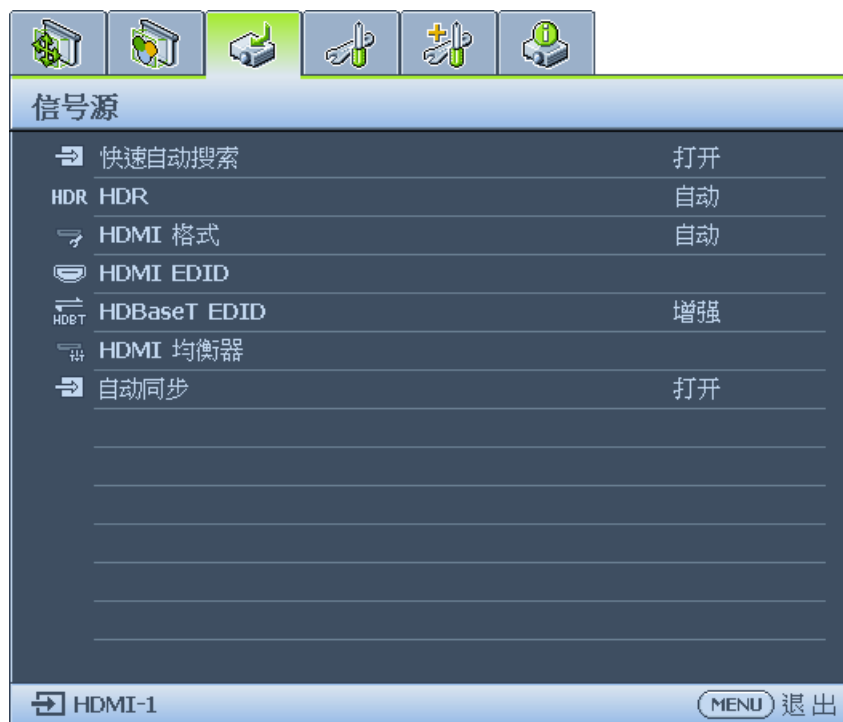 信号源
快速自动搜索 打开
HDR HDR 自动
HDMI 格式 自动
HDMI EDID
HDBT HDBaseT EDID 增强
HDMI 均衡器
自动同步 打开
HDMI-1 MENU 退出